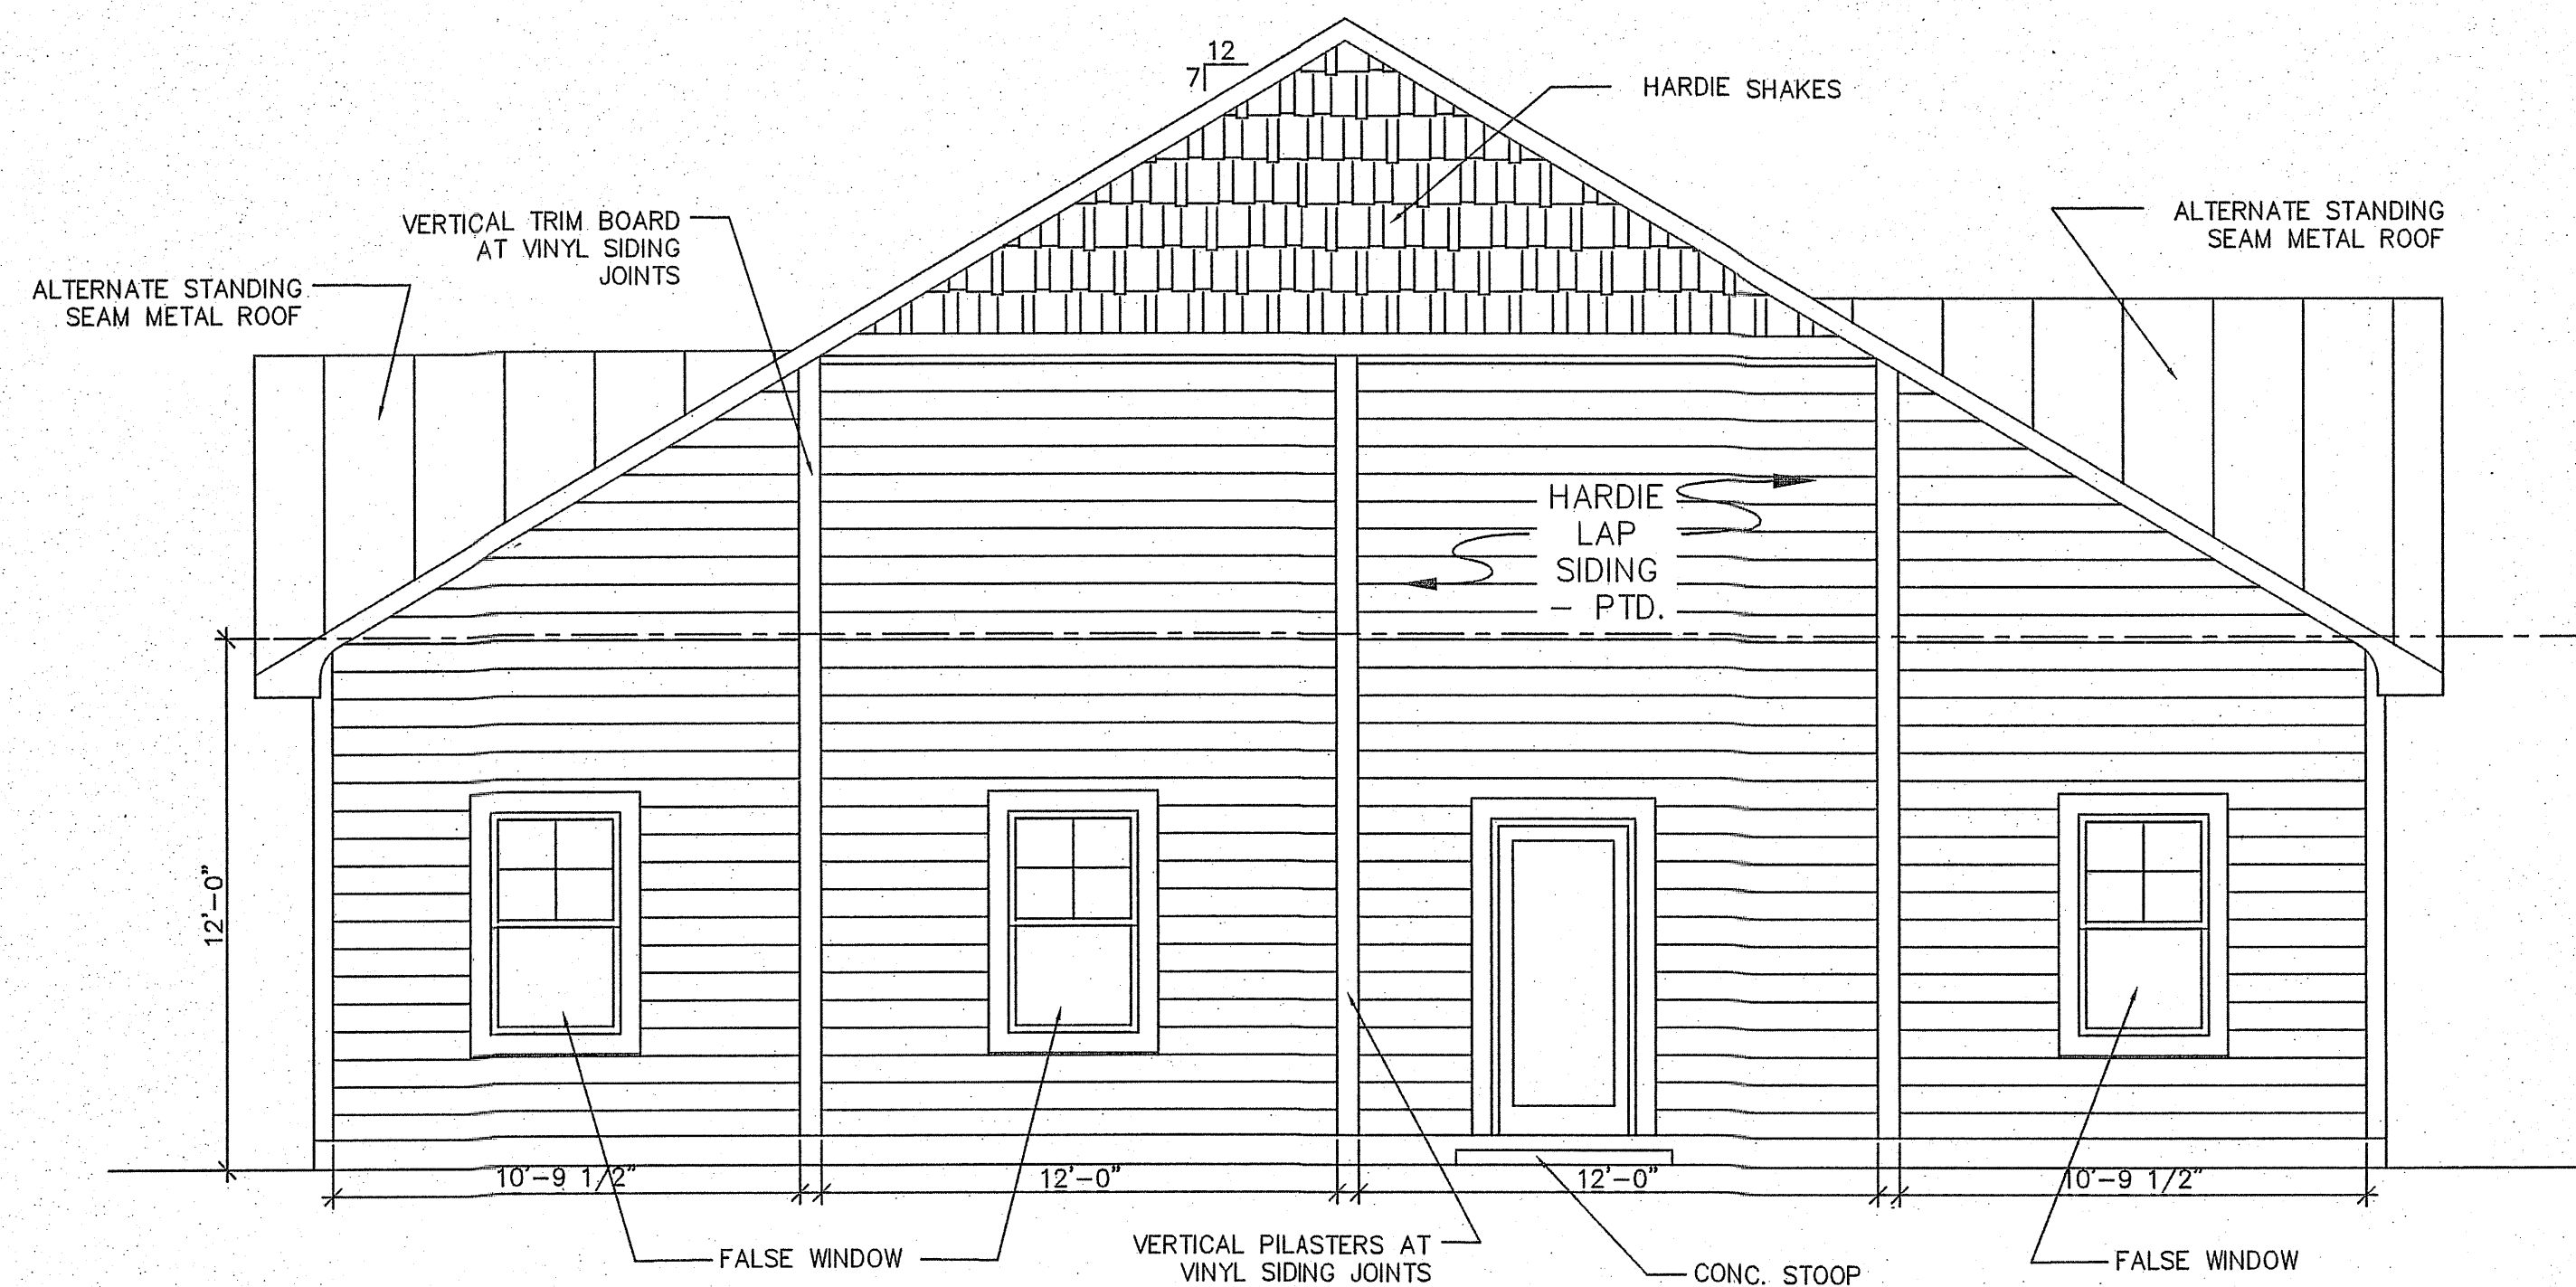 12
7
HARDIE SHAKES
VERTICAL TRIM BOARD
AT VINYL SIDING
JOINTS
ALTERNATE STANDING
SEAM METAL ROOF
ALTERNATE STANDING
SEAM METAL ROOF
HARDIE
LAP
SIDING
– PTD.
12'–0"
10'–9 1/2"
12'–0"
12'–0"
10'–9 1/2"
FALSE WINDOW
VERTICAL PILASTERS AT
VINYL SIDING JOINTS
CONC. STOOP
FALSE WINDOW